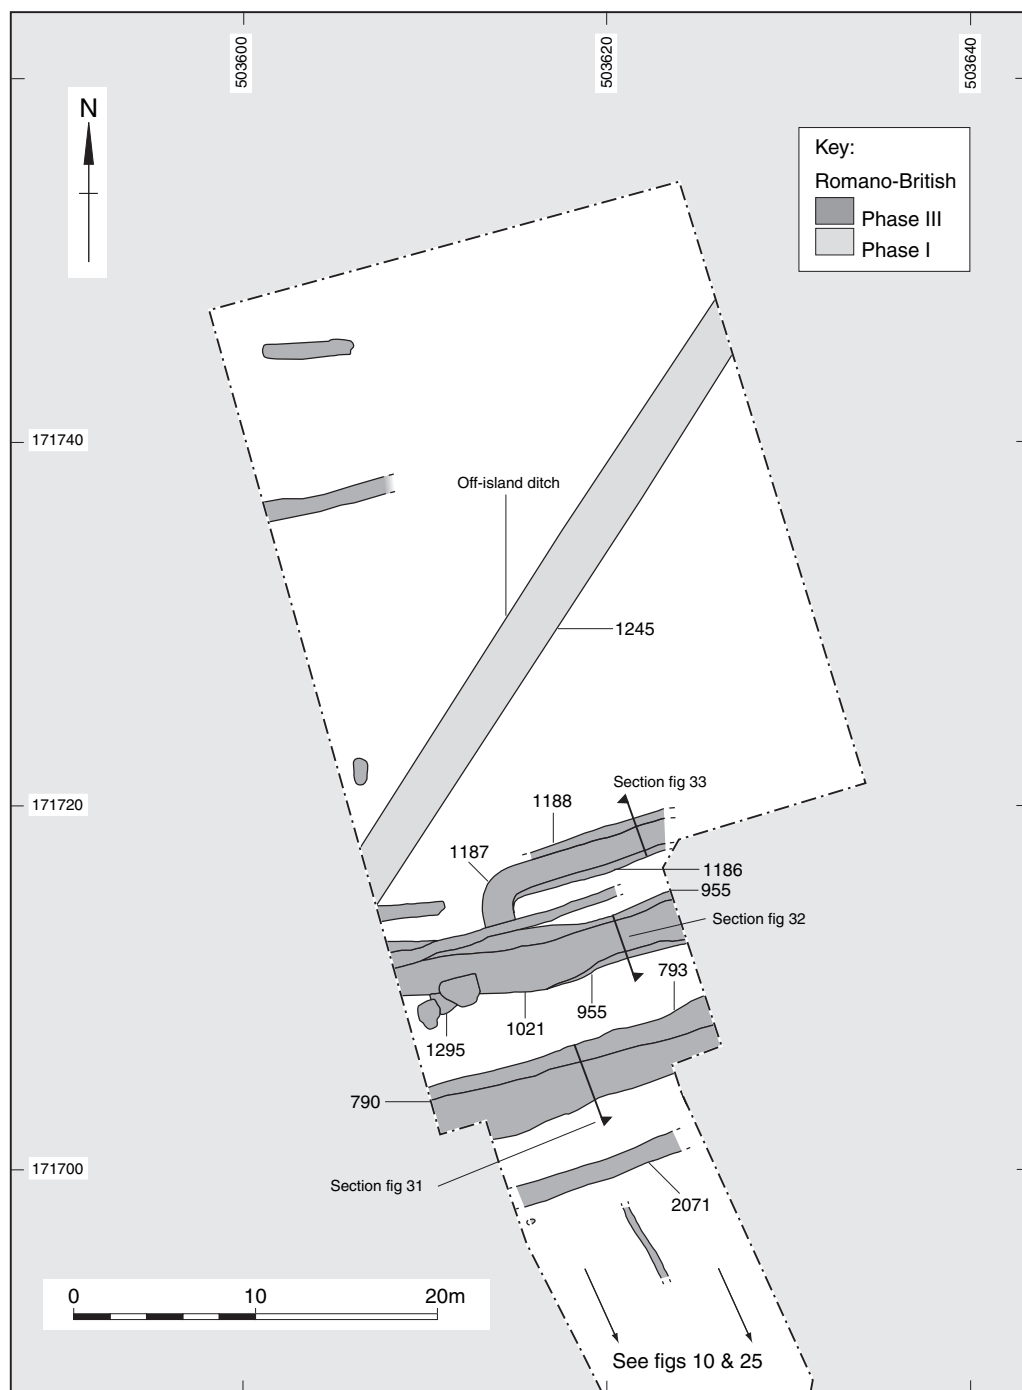 503600
503620
503640
N
Key:
Romano-British
Phase III
Phase I
171740
Off-island ditch
1245
171720
Section fig 33
1188
1187
1186
955
Section fig 32
793
955
1021
1295
790
171700
Section fig 31
2071
0 10 20m
See figs 10 & 25